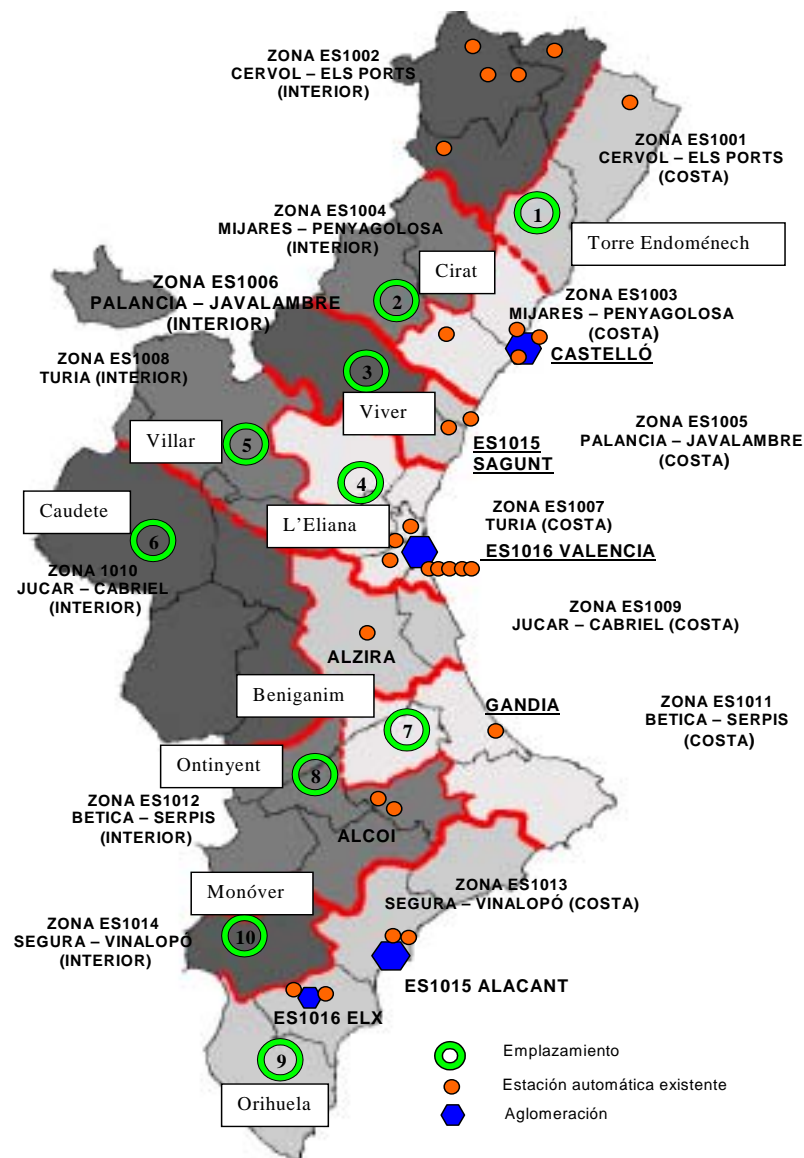 ZONA ES1002
CERVOL – ELS PORTS
(INTERIOR)
ZONA ES1001
CERVOL – ELS PORTS
(COSTA)
ZONA ES1004
MIJARES – PENYAGOLOSA
(INTERIOR)
1
Torre Endoménech
Cirat
ZONA ES1006
PALANCIA – JAVALAMBRE
(INTERIOR)
2
ZONA ES1003
MIJARES – PENYAGOLOSA
(COSTA)
CASTELLÓ
ZONA ES1008
TURIA (INTERIOR)
3
Viver
Villar
5
ES1015
SAGUNT
ZONA ES1005
PALANCIA – JAVALAMBRE
(COSTA)
4
Caudete
L'Eliana
6
ZONA ES1007
TURIA (COSTA)
ES1016 VALENCIA
ZONA 1010
JUCAR – CABRIEL
(INTERIOR)
ZONA ES1009
JUCAR – CABRIEL (COSTA)
ALZIRA
Beniganim
GANDIA
ZONA ES1011
BETICA – SERPIS
(COSTA)
7
Ontinyent
8
ZONA ES1012
BETICA – SERPIS
(INTERIOR)
ALCOI
Monóver
ZONA ES1013
SEGURA – VINALOPÓ (COSTA)
ZONA ES1014
SEGURA – VINALOPÓ
(INTERIOR)
10
ES1015 ALACANT
ES1016 ELX
9
Orihuela
Emplazamiento
Estación automática existente
Aglomeración